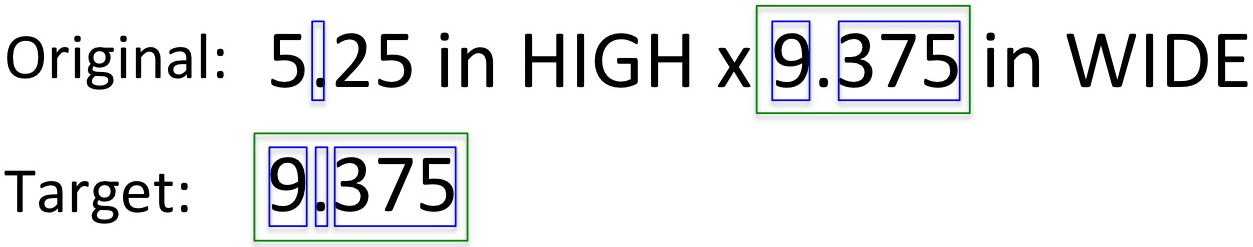 Original: 5.25 in HIGH x 9.375 in WIDE
Target: 9.375